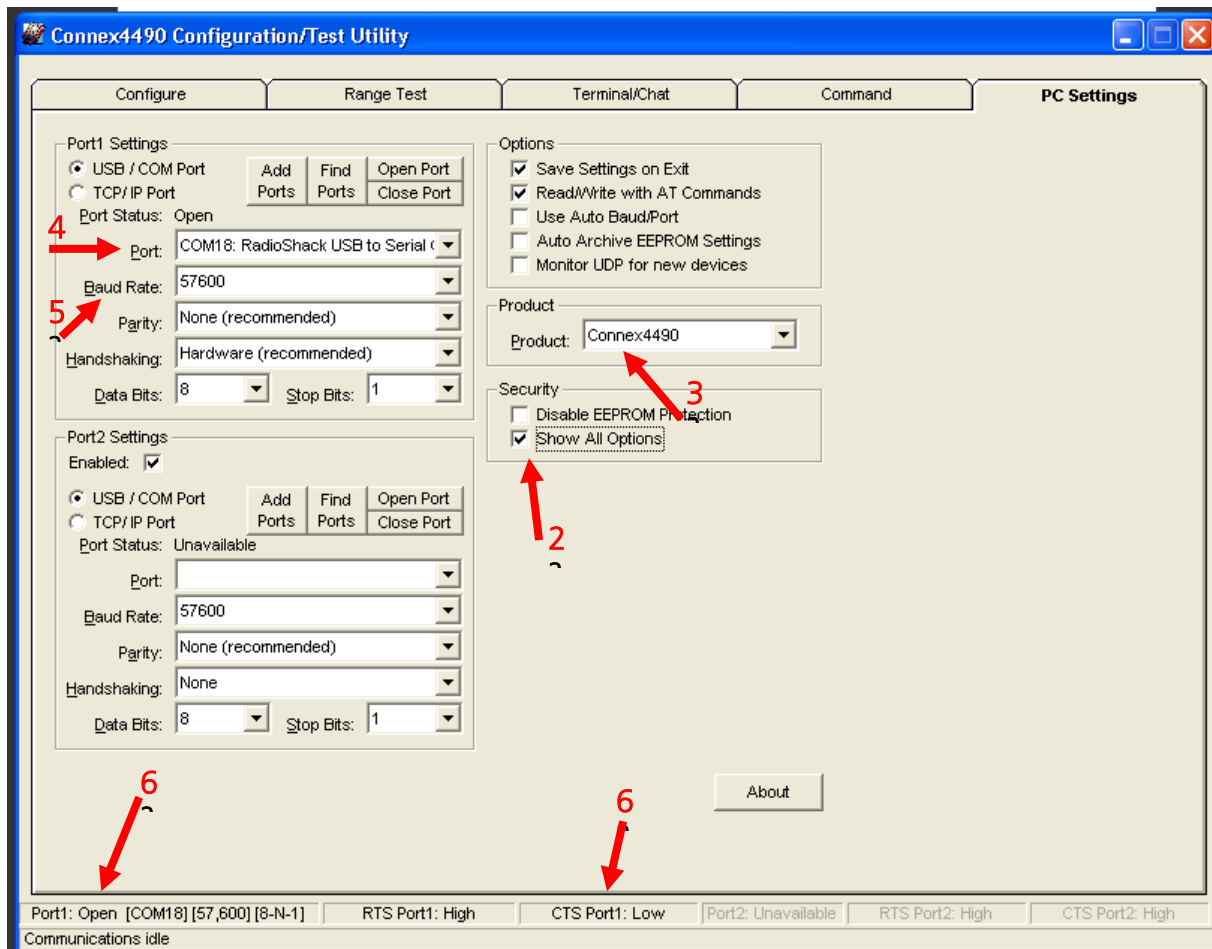 Connex4490 Configuration/Test Utility
Configure
Range Test
Terminal/Chat
Command
PC Settings
Port1 Settings
USB / COM Port
TCP/IP Port
Add Ports
Find Ports
Open Port
Close Port
Port Status: Open
4
Port: COM18: RadioShack USB to Serial
Baud Rate: 57600
5
Parity: None (recommended)
Handshaking: Hardware (recommended)
Data Bits: 8 Stop Bits: 1
Port2 Settings
Enabled:
USB / COM Port
TCP/IP Port
Add Ports
Find Ports
Open Port
Close Port
Port Status: Unavailable
Port:
Baud Rate: 57600
Parity: None (recommended)
Handshaking: None
Data Bits: 8 Stop Bits: 1
Options
Save Settings on Exit
Read/Write with AT Commands
Use Auto Baud/Port
Auto Archive EEPROM Settings
Monitor UDP for new devices
Product
Product: Connex4490
3
Security
Disable EEPROM Protection
Show All Options
2
About
6
6
Port1: Open [COM18] [57,600] [8-N-1]
RTS Port1: High
CTS Port1: Low
Port2: Unavailable
RTS Port2: High
CTS Port2: High
Communications idle